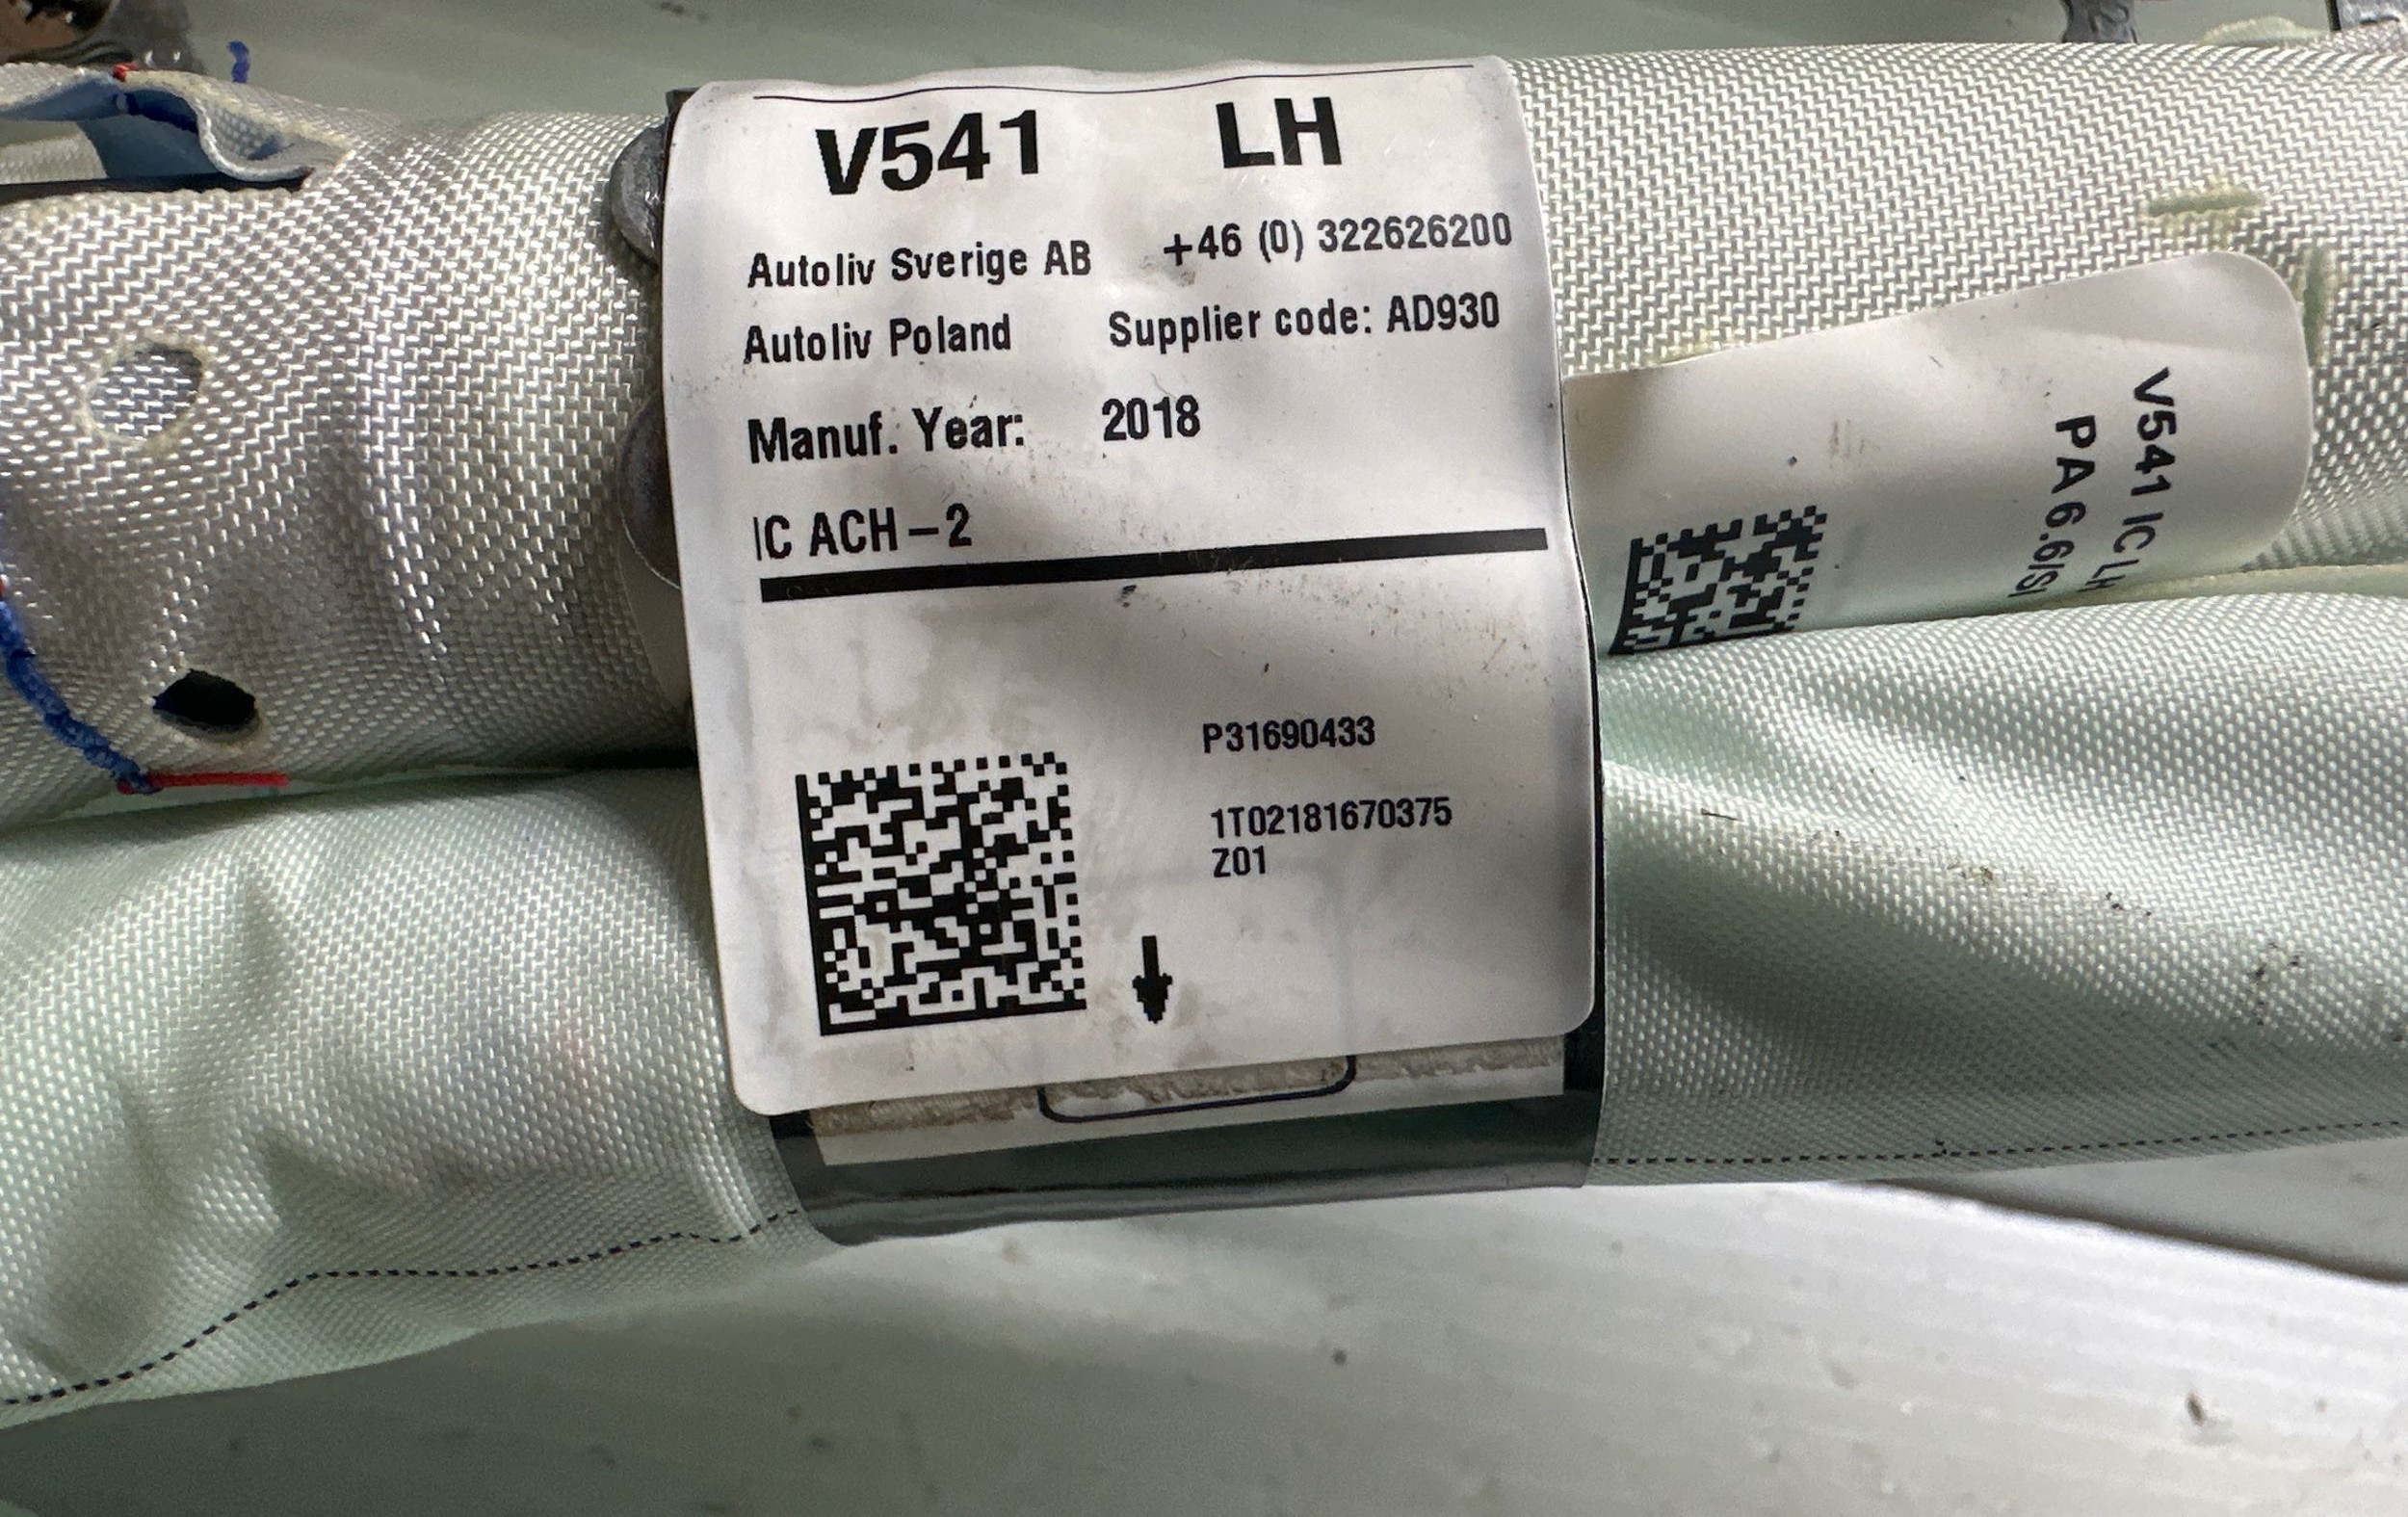 V541 LH
Autoliv Sverige AB +46 (0) 322626200
Autoliv Poland Supplier code: AD930
Manuf. Year: 2018
IC ACH-2
P31690433
1T02181670375
Z01
V541 IC LH
PA 6.6/SI